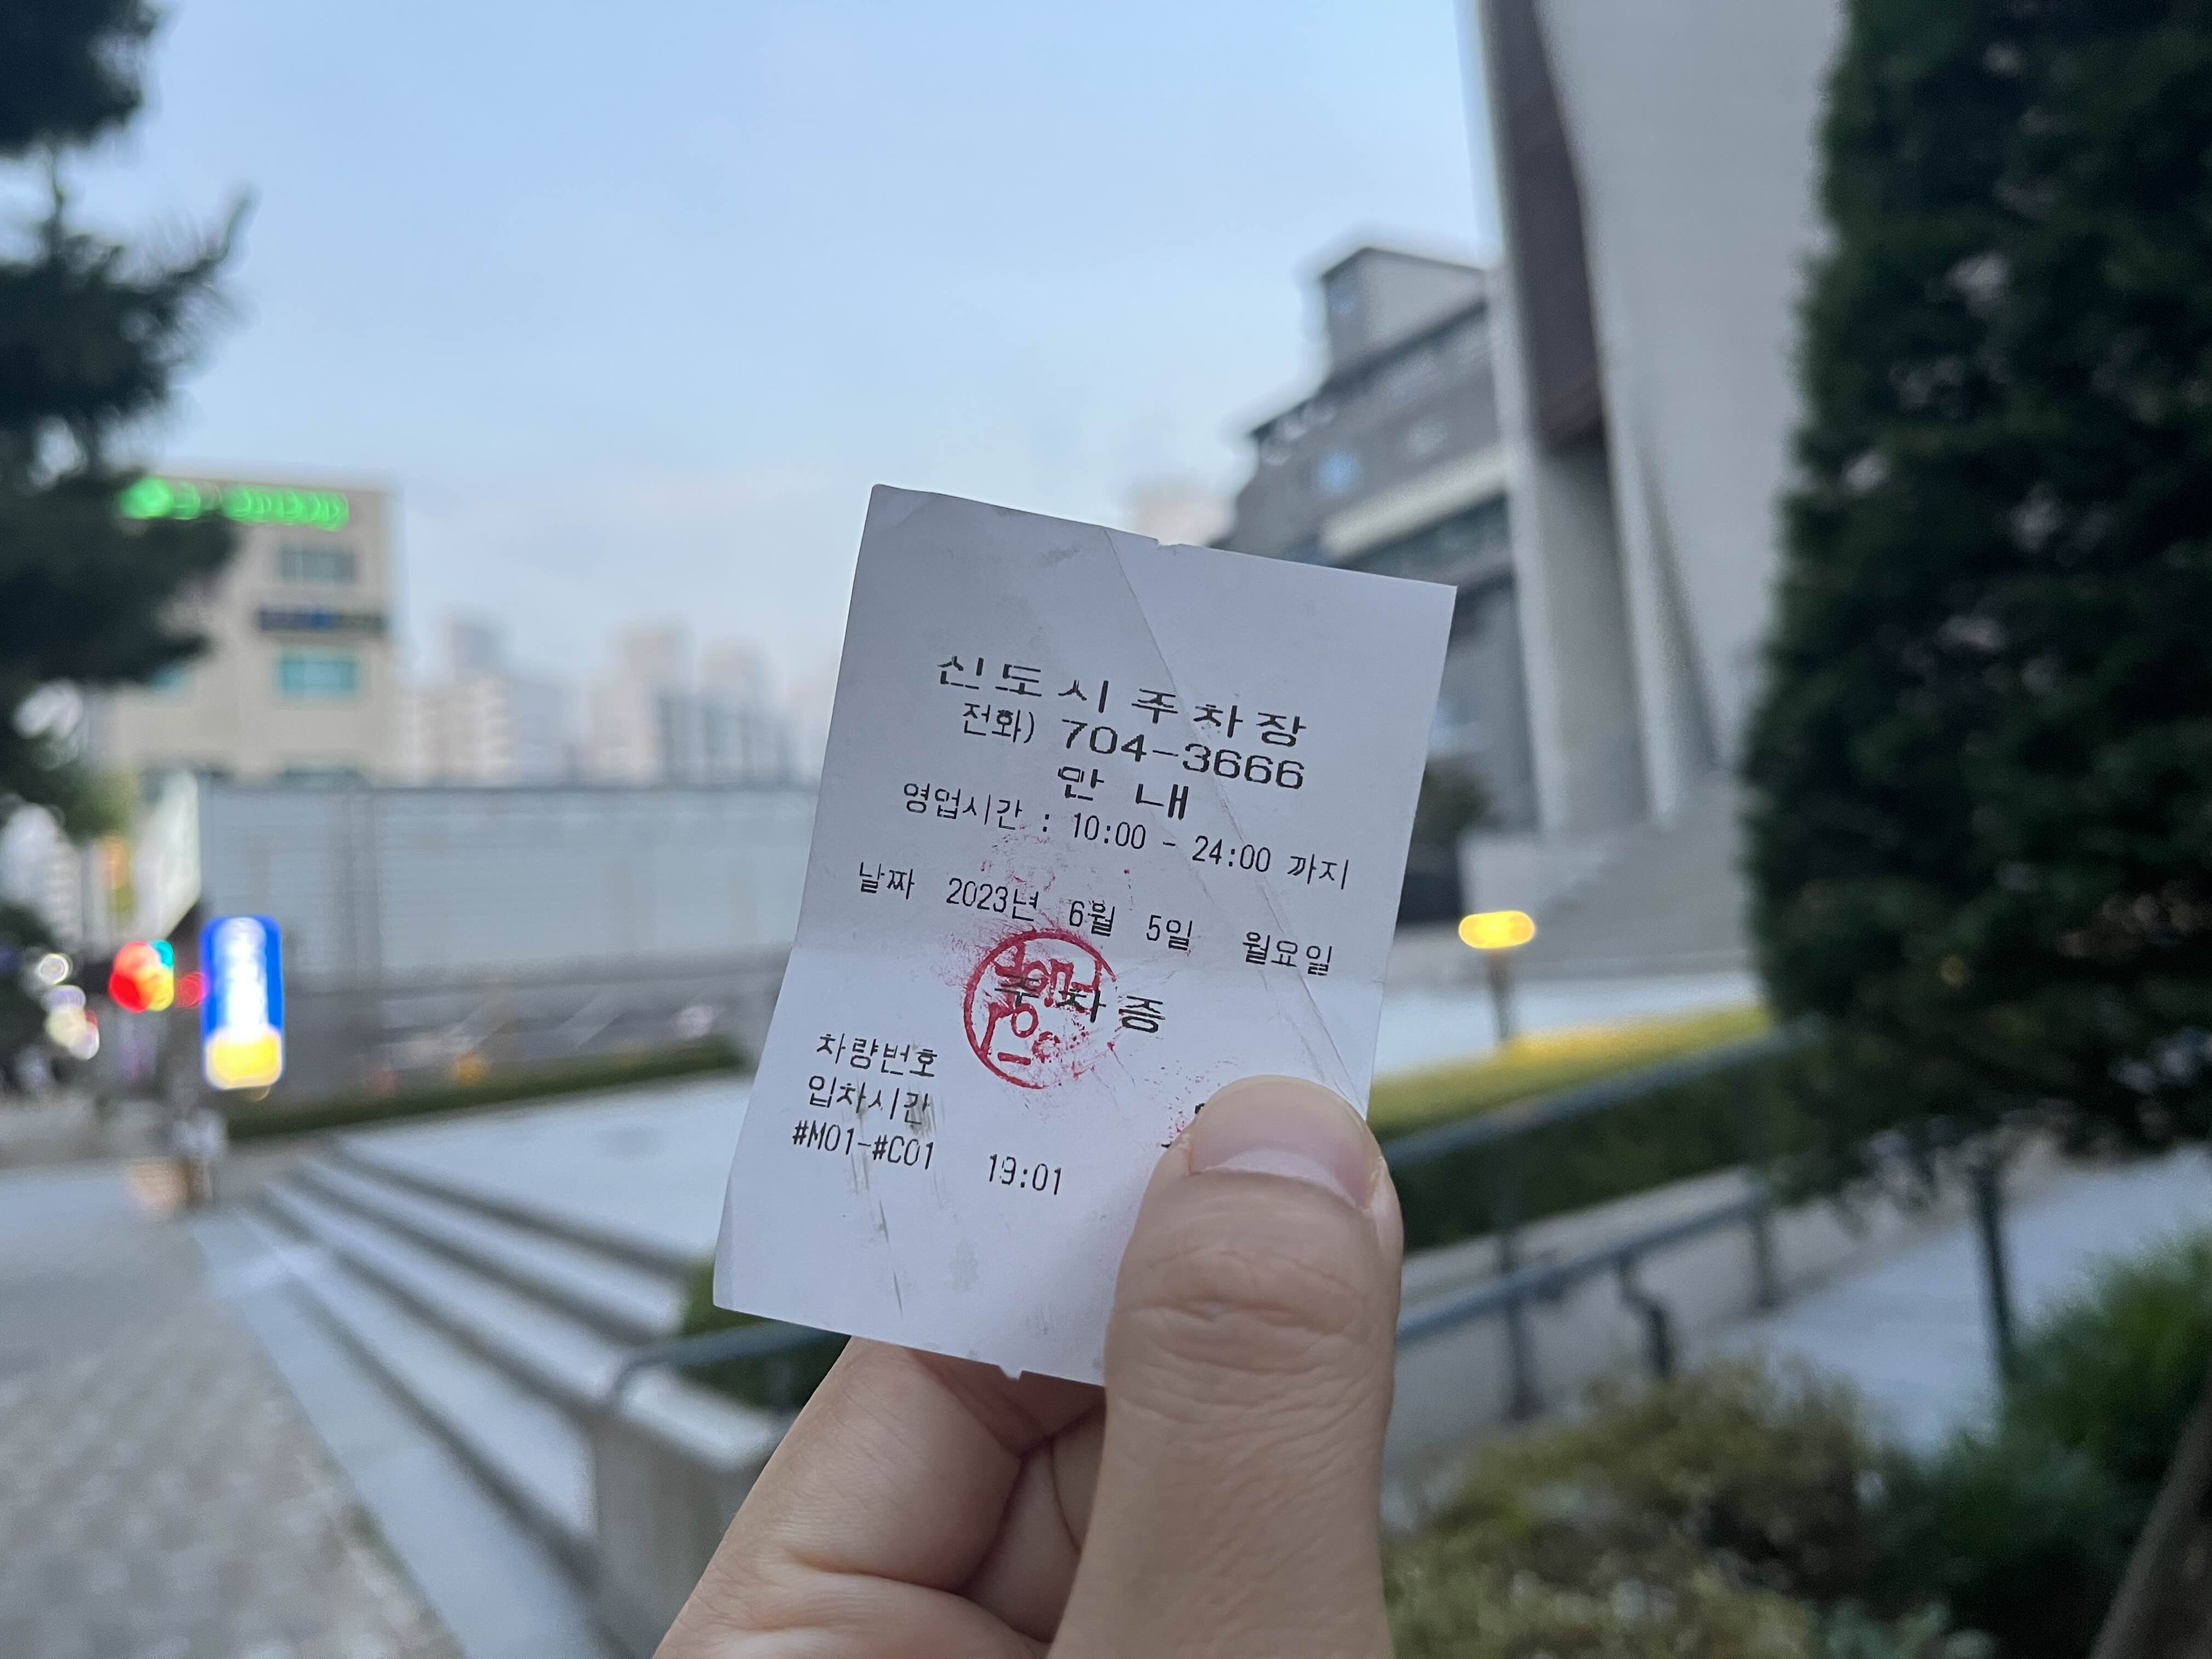 신도시 주차장
전화) 704-3666
안 내
영업시간 : 10:00 - 24:00 까지
날짜 2023년 6월 5일 월요일
주차증
차량번호
입차시간
#M01-#C01 19:01